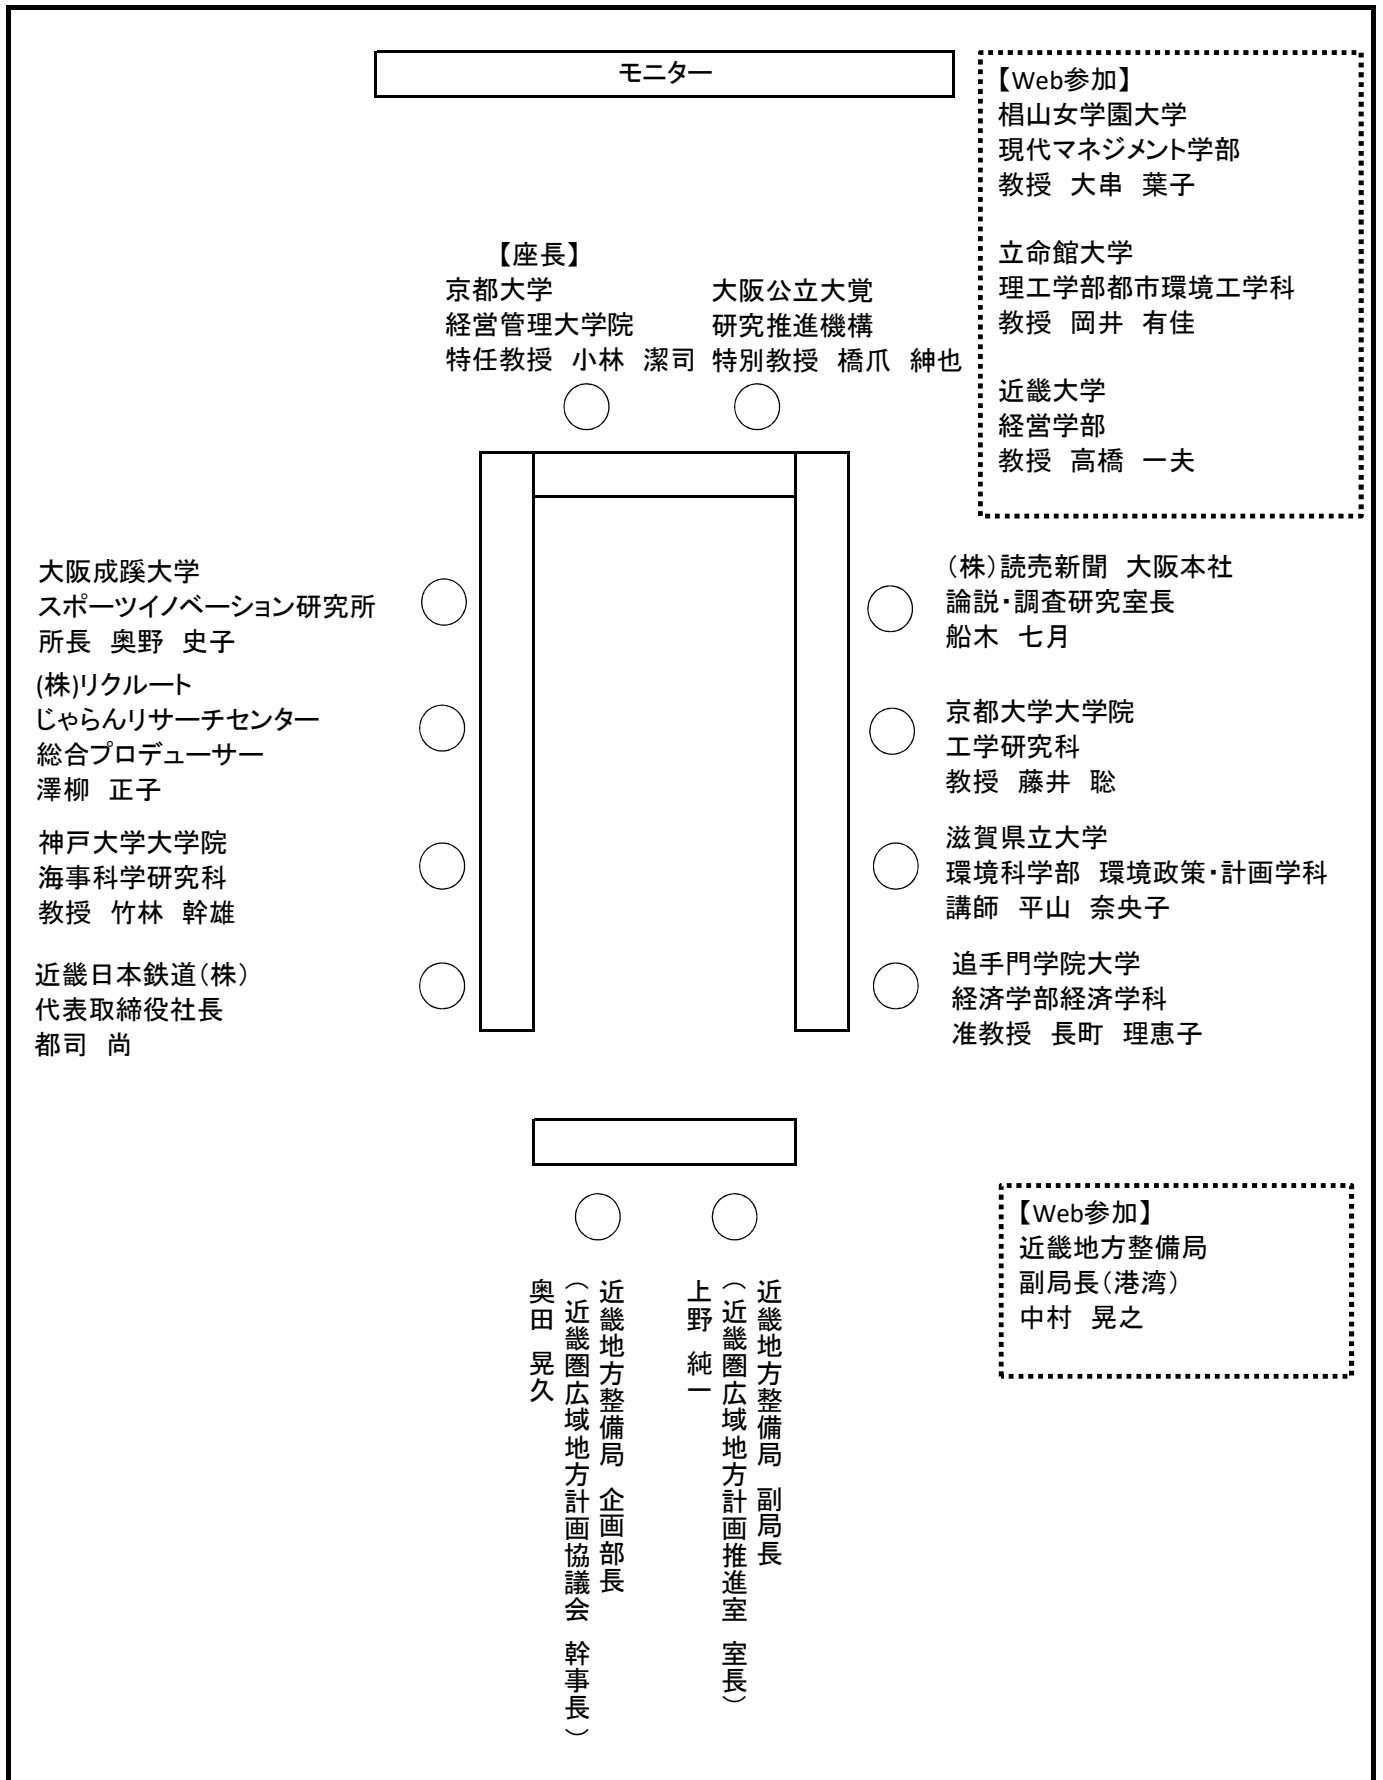 モニター
【Web参加】
椙山女学園大学
現代マネジメント学部
教授　大串　葉子
立命館大学
理工学部都市環境工学科
教授　岡井　有佳
近畿大学
経営学部
教授　高橋　一夫
【座長】
京都大学
経営管理大学院
特任教授　小林　潔司
大阪公立大覚
研究推進機構
特別教授　橋爪　紳也
大阪成蹊大学
スポーツイノベーション研究所
所長　奥野　史子
(株)リクルート
じゃらんリサーチセンター
総合プロデューサー
澤柳　正子
神戸大学大学院
海事科学研究科
教授　竹林　幹雄
近畿日本鉄道（株）
代表取締役社長
都司　尚
（株）読売新聞　大阪本社
論説・調査研究室長
船木　七月
京都大学大学院
工学研究科
教授　藤井　聡
滋賀県立大学
環境科学部　環境政策・計画学科
講師　平山　奈央子
追手門学院大学
経済学部経済学科
准教授　長町　理恵子
近畿地方整備局　副局長
（近畿圏広域地方計画推進室　室長）
上野　純一
近畿地方整備局　企画部長
（近畿圏広域地方計画協議会　幹事長）
奥田　晃久
【Web参加】
近畿地方整備局
副局長（港湾）
中村　晃之